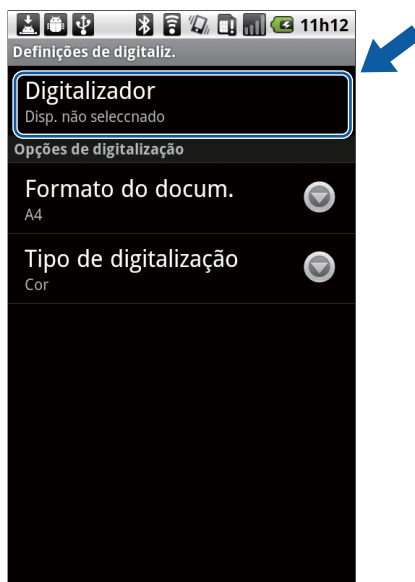 11h12
Definições de digitaliz.
Digitalizador
Disp. não seleccnado
Opções de digitalização
Formato do docum.
A4
Tipo de digitalização
Cor